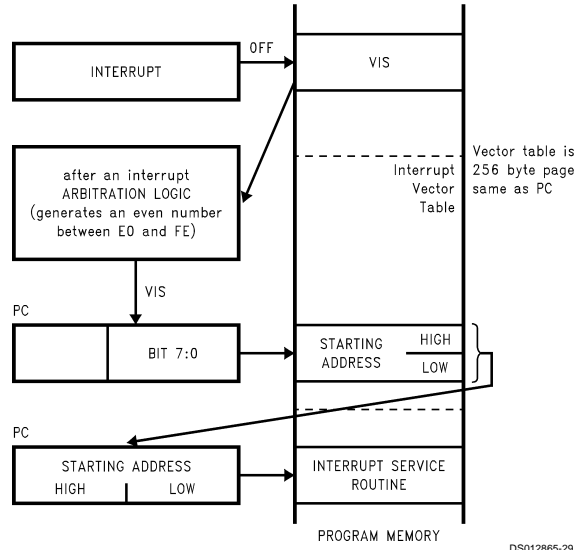 OFF
INTERRUPT
VIS
after an interrupt
ARBITRATION LOGIC
(generates an even number
between E0 and FE)
Interrupt
Vector
Table
Vector table is
256 byte page
same as PC
VIS
PC
BIT 7:0
STARTING
ADDRESS
HIGH
LOW
PC
STARTING ADDRESS
HIGH
LOW
INTERRUPT SERVICE
ROUTINE
PROGRAM MEMORY
DS012865-29